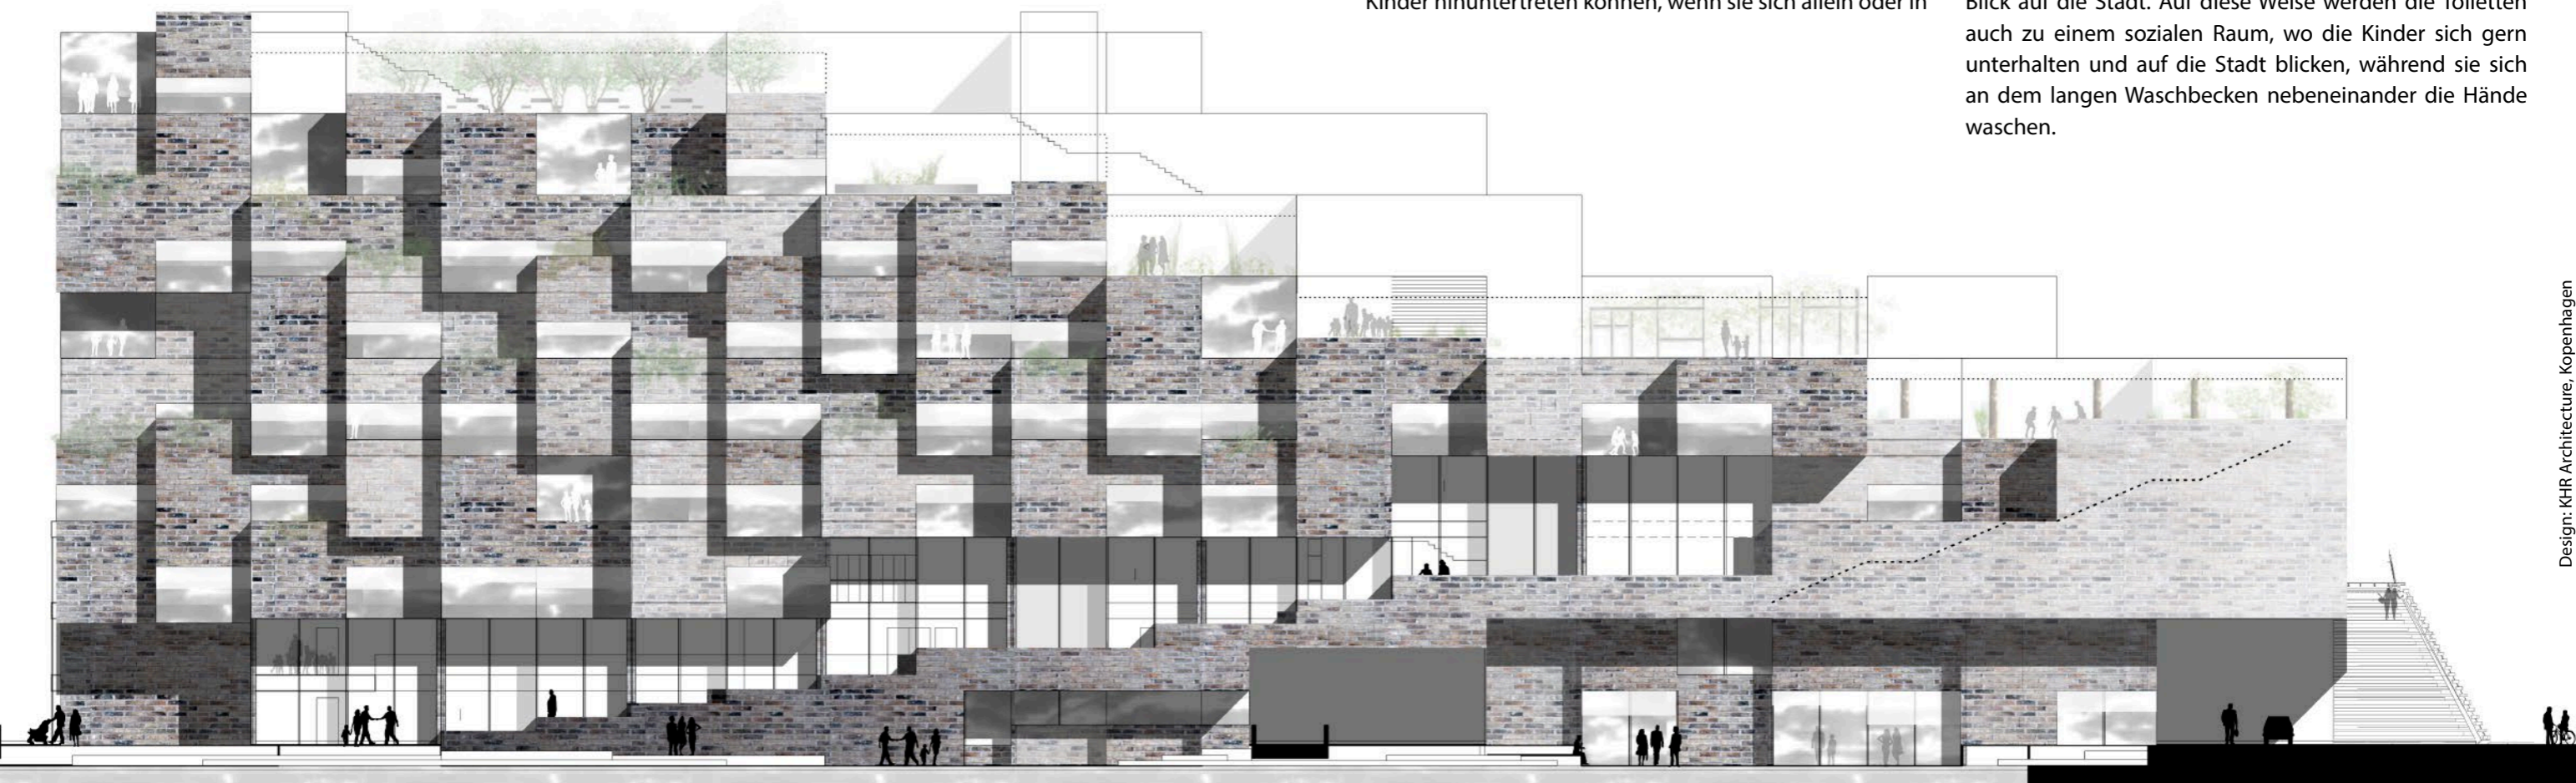 Kinder hinuntertreten können, wenn sie sich allein oder in
Blick auf die Stadt. Auf diese Weise werden die Toiletten
auch zu einem sozialen Raum, wo die Kinder sich gern
unterhalten und auf die Stadt blicken, während sie sich
an dem langen Waschbecken nebeneinander die Hände
waschen.
Design: KHR Architecture, Kopenhagen